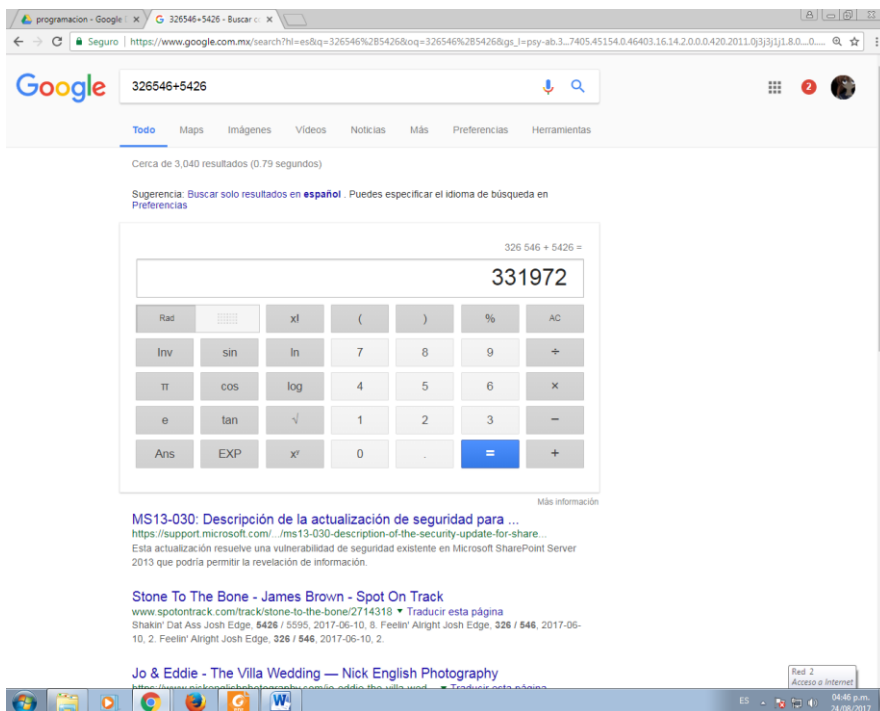 programacion - Google
326546+5426 - Buscar
Seguro | https://www.google.com.mx/search?hl=es&q=326546%2B5426&oq=326546%2B5426&gs_l=psy-ab.3...7405.45154.0.46403.16.14.2.0.0.0.420.2011.0j3j3j1j1.8.0....0.....
Google 326546+5426 2
Todo Maps Imágenes Vídeos Noticias Más Preferencias Herramientas
Cerca de 3,040 resultados (0.79 segundos)
Sugerencia: Buscar solo resultados en español . Puedes especificar el idioma de búsqueda en
Preferencias
326 546 + 5426 =
331972
Rad x! ( ) % AC
Inv sin ln 7 8 9 ÷
π cos log 4 5 6 ×
e tan √ 1 2 3 −
Ans EXP xʸ 0 . = +
Más información
MS13-030: Descripción de la actualización de seguridad para ...
https://support.microsoft.com/.../ms13-030-description-of-the-security-update-for-share...
Esta actualización resuelve una vulnerabilidad de seguridad existente en Microsoft SharePoint Server
2013 que podría permitir la revelación de información.
Stone To The Bone - James Brown - Spot On Track
www.spotontrack.com/track/stone-to-the-bone/2714318 ▼ Traducir esta página
Shakin' Dat Ass Josh Edge, 5426 / 5595, 2017-06-10, 8. Feelin' Alright Josh Edge, 326 / 546, 2017-06-
10, 2. Feelin' Alright Josh Edge, 326 / 546, 2017-06-10, 2.
Jo & Eddie - The Villa Wedding — Nick English Photography
Red 2
Acceso a Internet
ES 04:46 p.m.
24/08/2017